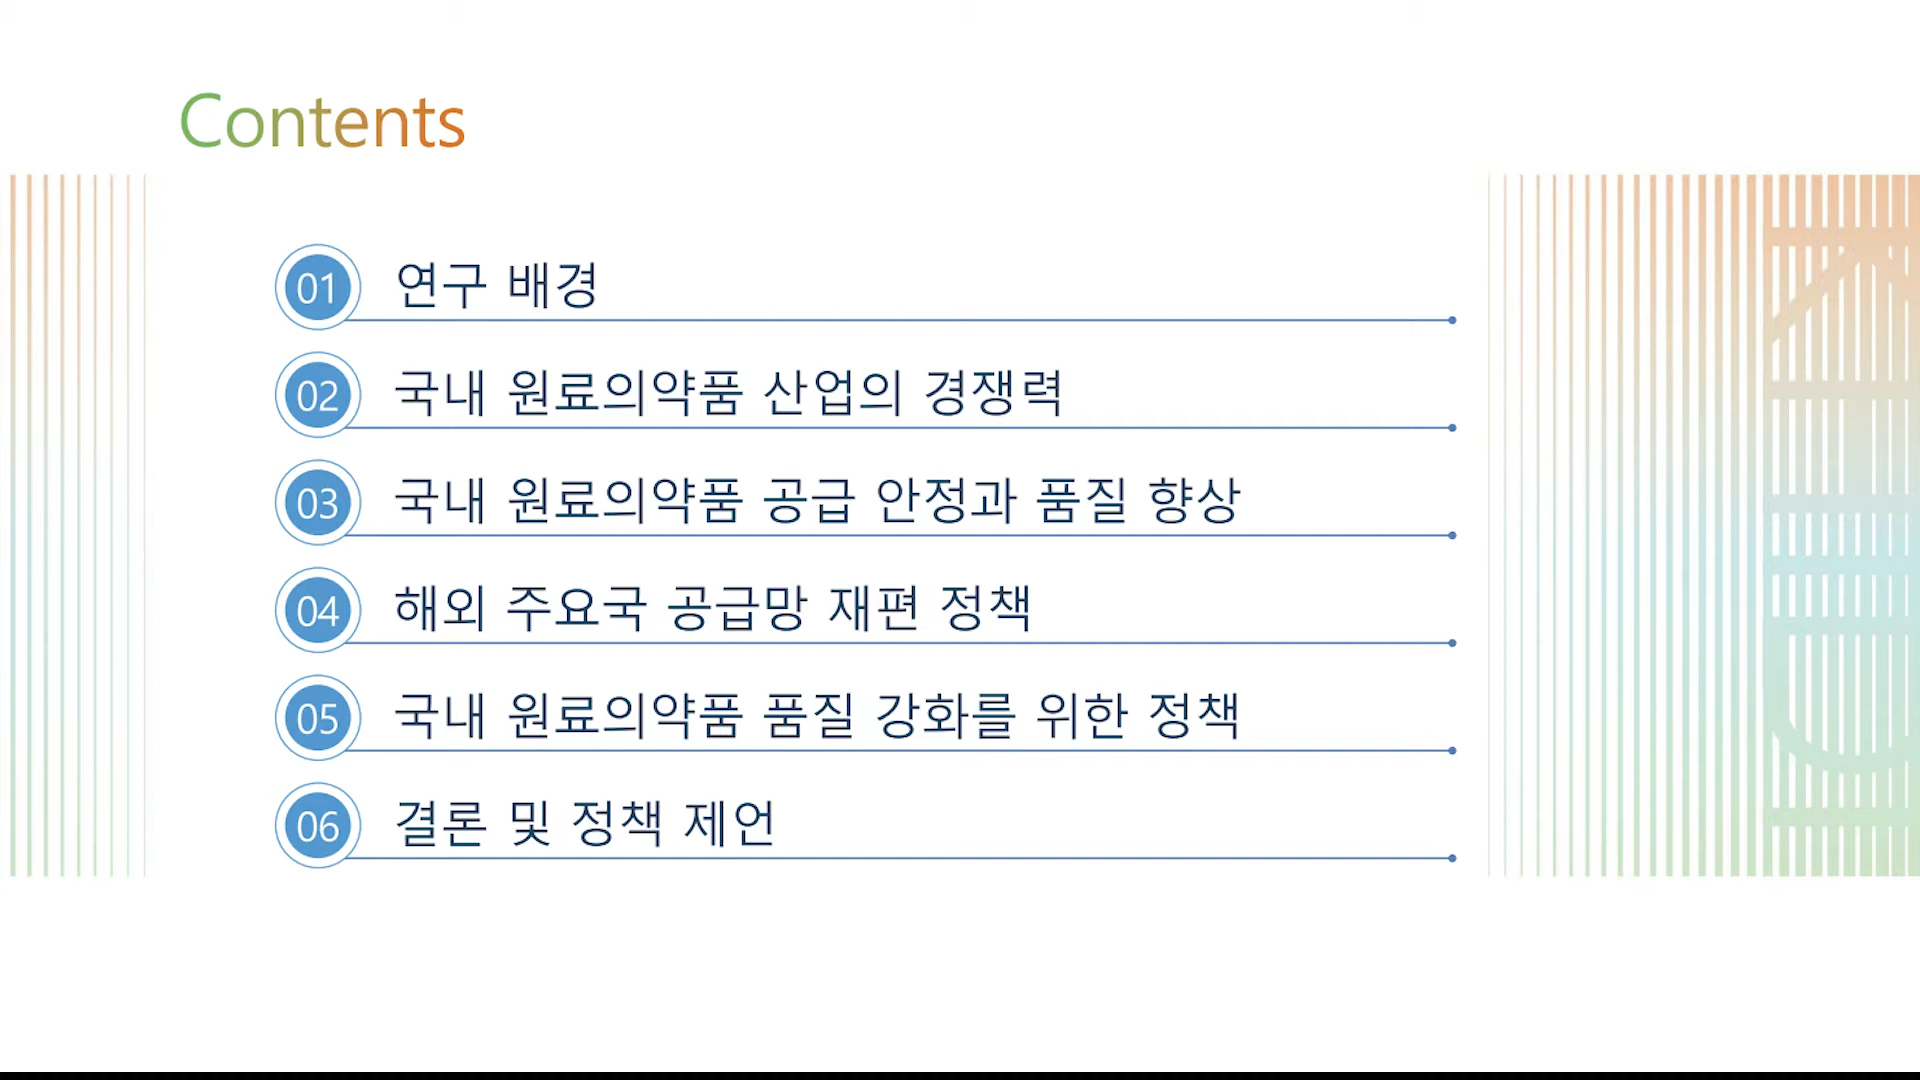 Contents
01 연구 배경
02 국내 원료의약품 산업의 경쟁력
03 국내 원료의약품 공급 안정과 품질 향상
04 해외 주요국 공급망 재편 정책
05 국내 원료의약품 품질 강화를 위한 정책
06 결론 및 정책 제언